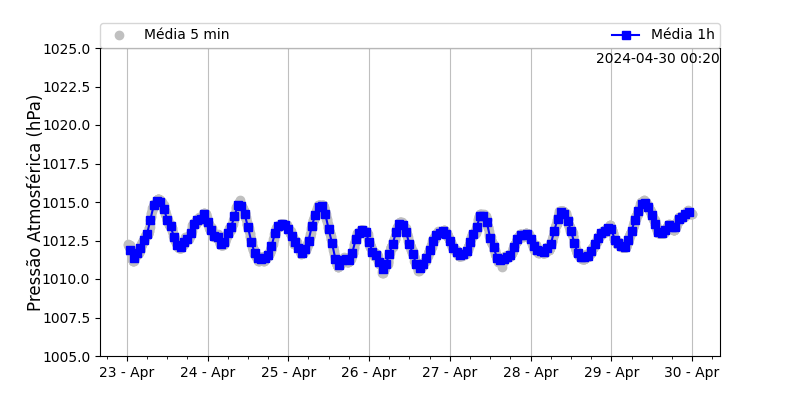 Média 5 min
Média 1h
2024-04-30 00:20
Pressão Atmosférica (hPa)
1025.0
1022.5
1020.0
1017.5
1015.0
1012.5
1010.0
1007.5
1005.0
23 - Apr
24 - Apr
25 - Apr
26 - Apr
27 - Apr
28 - Apr
29 - Apr
30 - Apr